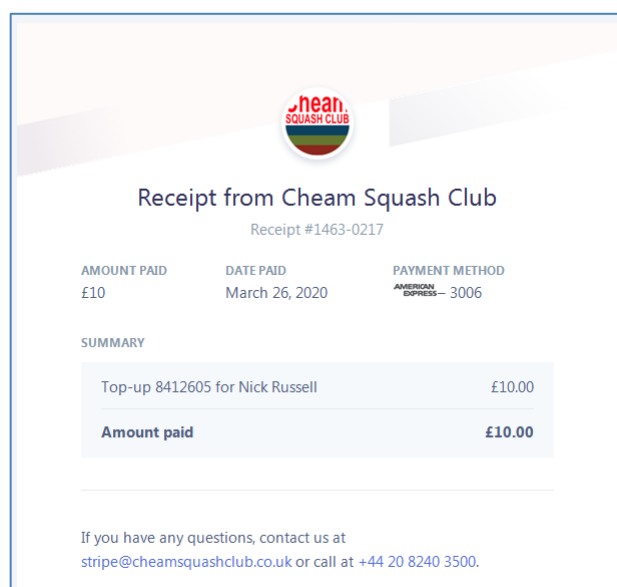 Cheam
SQUASH CLUB
Receipt from Cheam Squash Club
Receipt #1463-0217
AMOUNT PAID DATE PAID PAYMENT METHOD
£10 March 26, 2020 AMERICAN EXPRESS – 3006
SUMMARY
Top-up 8412605 for Nick Russell £10.00
Amount paid £10.00
If you have any questions, contact us at
stripe@cheamsquashclub.co.uk or call at +44 20 8240 3500.